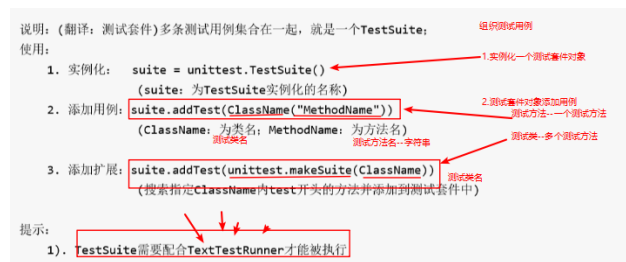 说明：(翻译：测试套件)多条测试用例集合在一起，就是一个TestSuite；
组织测试用例
使用：
1. 实例化： suite = unittest.TestSuite()
1.实例化一个测试套件对象
(suite：为TestSuite实例化的名称)
2. 添加用例：suite.addTest(ClassName("MethodName"))
2.测试套件对象添加用例
测试方法--一个测试方法
(ClassName：为类名；MethodName：为方法名)
测试类名
测试方法名--字符串
测试类--多个测试方法
3. 添加扩展：suite.addTest(unittest.makeSuite(ClassName))
测试类名
(搜索指定ClassName内test开头的方法并添加到测试套件中)
提示：
1). TestSuite需要配合TextTestRunner才能被执行